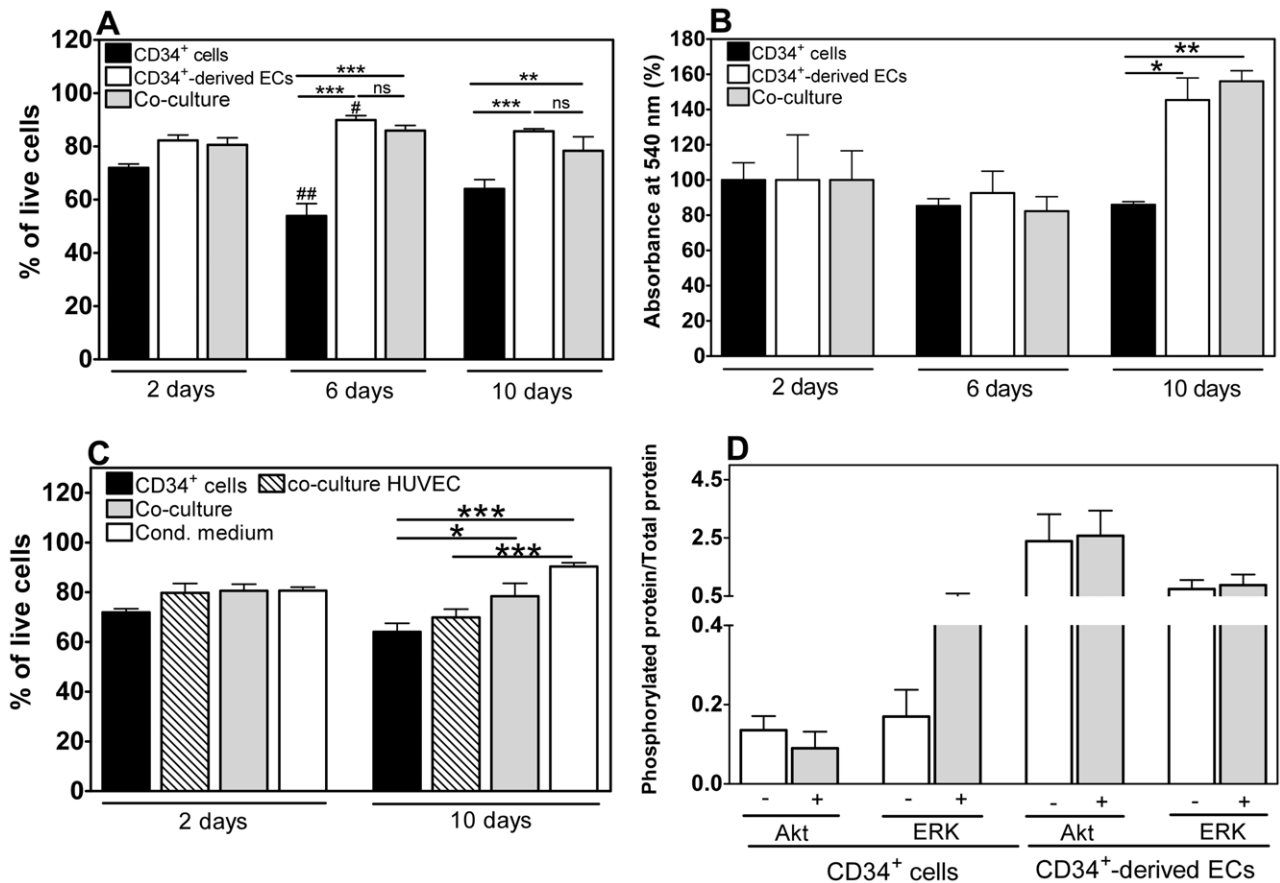 A
120
100
80
60
40
20
0
% of live cells
CD34+ cells
CD34+-derived ECs
Co-culture
***
*** ns
#
##
**
*** ns
2 days 6 days 10 days
B
180
160
140
120
100
80
60
40
20
0
Absorbance at 540 nm (%)
CD34+ cells
CD34+-derived ECs
Co-culture
**
*
2 days 6 days 10 days
C
120
100
80
60
40
20
0
% of live cells
CD34+ cells co-culture HUVEC
Co-culture
Cond. medium
***
*
***
2 days 10 days
D
4.5
2.5
0.5
0.4
0.2
0.0
Phosphorylated protein/Total protein
- + - + - + - +
Akt ERK Akt ERK
CD34+ cells CD34+-derived ECs